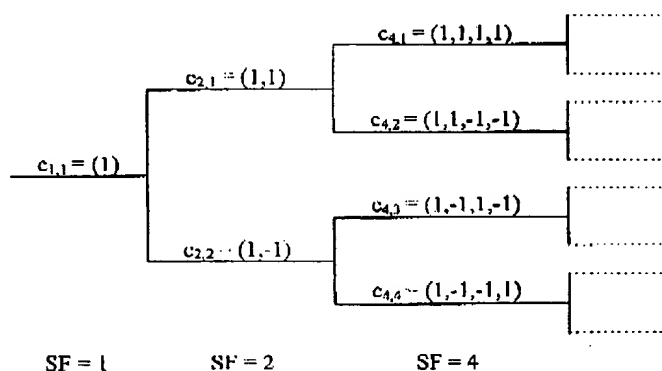 c4,1 = (1,1,1,1)
c2,1 = (1,1)
c4,2 = (1,1,-1,-1)
c1,1 = (1)
c4,3 = (1,-1,1,-1)
c2,2 = (1,-1)
c4,4 = (1,-1,-1,1)
SF = 1 SF = 2 SF = 4